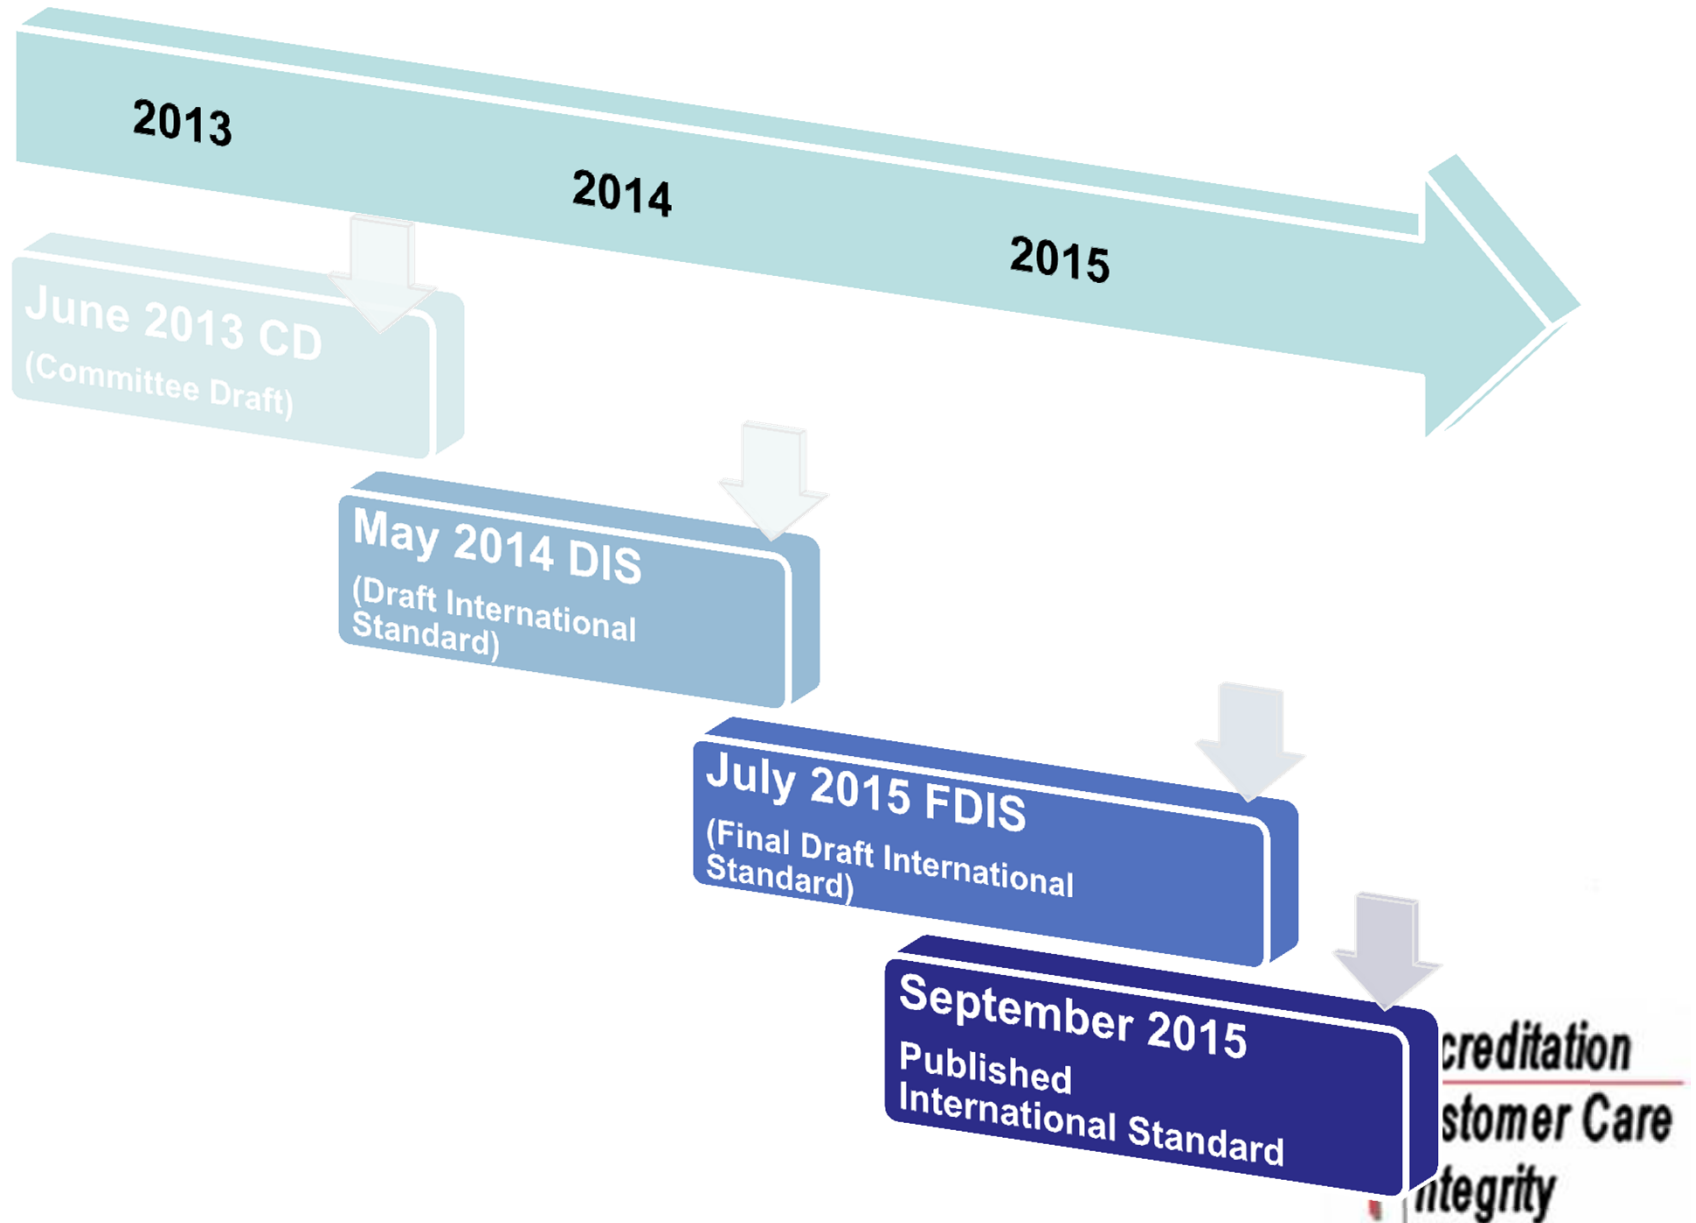 2013
2014
2015
June 2013 CD
(Committee Draft)
May 2014 DIS
(Draft International
Standard)
July 2015 FDIS
(Final Draft International
Standard)
September 2015
Published
International Standard
creditation
stomer Care
ntegrity